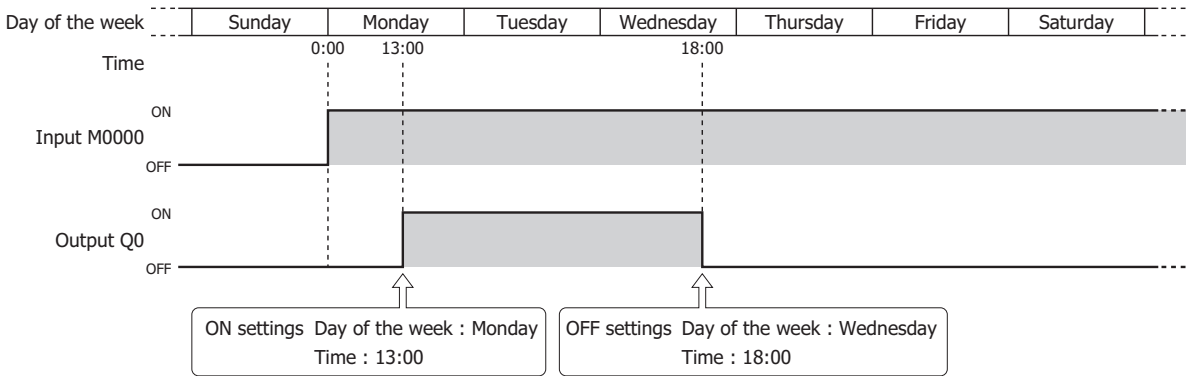 Day of the week Sunday Monday Tuesday Wednesday Thursday Friday Saturday
Time 0:00 13:00 18:00
ON
Input M0000
OFF
ON
Output Q0
OFF
ON settings Day of the week : Monday
Time : 13:00
OFF settings Day of the week : Wednesday
Time : 18:00